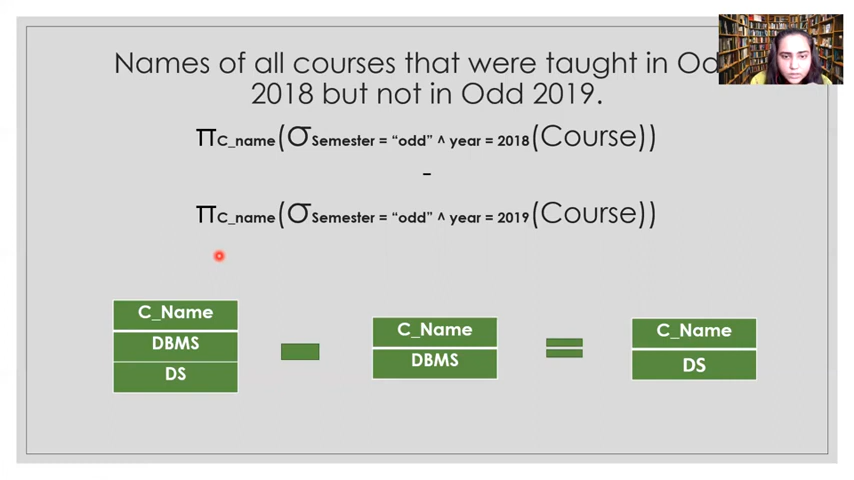 Names of all courses that were taught in Od
2018 but not in Odd 2019.
πC_name(σSemester = “odd” ^ year = 2018(Course))
-
πC_name(σSemester = “odd” ^ year = 2019(Course))
C_Name
DBMS
DS
C_Name
DBMS
C_Name
DS